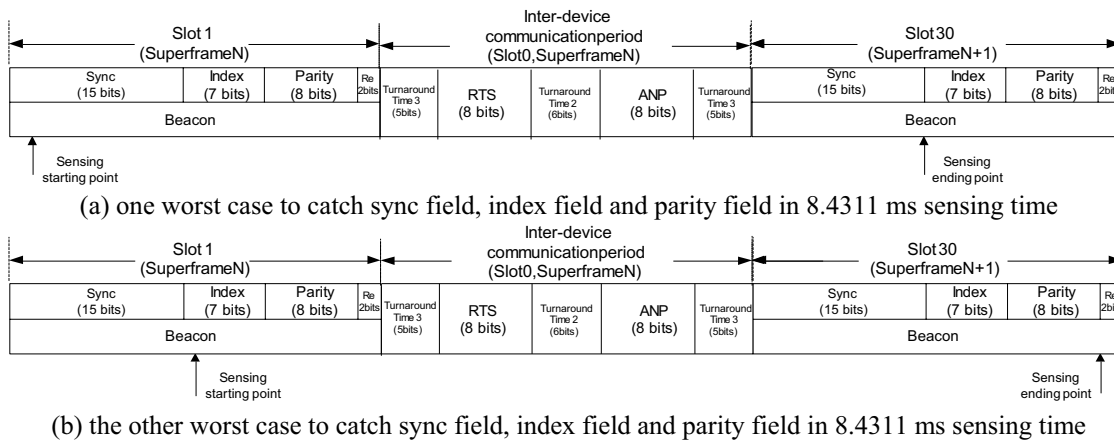 Slot 1
(SuperframeN)
Inter-device
communicationperiod
(Slot0,SuperframeN)
Slot 30
(SuperframeN+1)
Sync
(15 bits)
Index
(7 bits)
Parity
(8 bits)
Re
2bits
Turnaround
Time 3
(5bits)
RTS
(8 bits)
Turnaround
Time 2
(6bits)
ANP
(8 bits)
Turnaround
Time 3
(5bits)
Sync
(15 bits)
Index
(7 bits)
Parity
(8 bits)
Re
2bits
Beacon
Beacon
Sensing
starting point
Sensing
ending point
(a) one worst case to catch sync field, index field and parity field in 8.4311 ms sensing time
Slot 1
(SuperframeN)
Inter-device
communicationperiod
(Slot0,SuperframeN)
Slot 30
(SuperframeN+1)
Sync
(15 bits)
Index
(7 bits)
Parity
(8 bits)
Re
2bits
Turnaround
Time 3
(5bits)
RTS
(8 bits)
Turnaround
Time 2
(6bits)
ANP
(8 bits)
Turnaround
Time 3
(5bits)
Sync
(15 bits)
Index
(7 bits)
Parity
(8 bits)
Re
2bits
Beacon
Beacon
Sensing
starting point
Sensing
ending point
(b) the other worst case to catch sync field, index field and parity field in 8.4311 ms sensing time